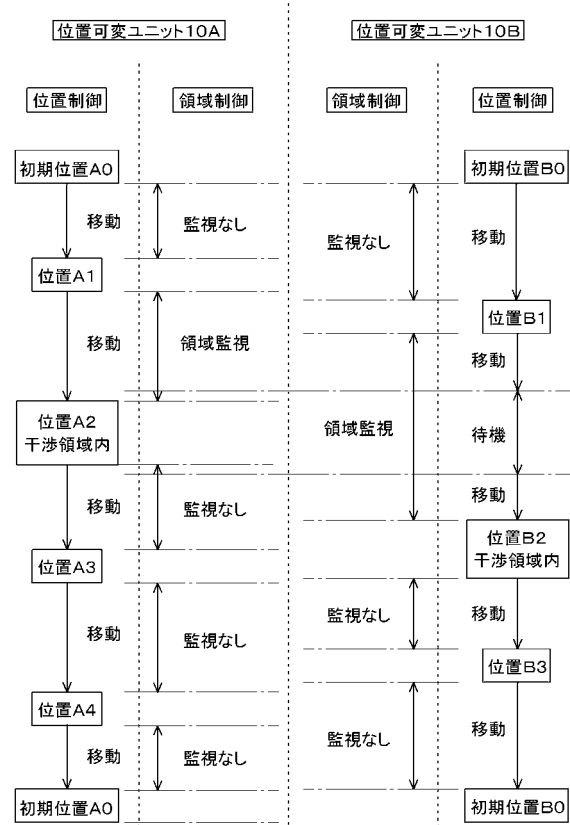 位置可変ユニット10A
位置可変ユニット10B
位置制御
領域制御
領域制御
位置制御
初期位置A0
初期位置B0
移動
監視なし
監視なし
移動
位置A1
位置B1
移動
領域監視
移動
位置A2
干渉領域内
領域監視
待機
移動
監視なし
移動
位置B2
干渉領域内
位置A3
監視なし
移動
移動
監視なし
位置B3
位置A4
監視なし
移動
移動
監視なし
初期位置A0
初期位置B0